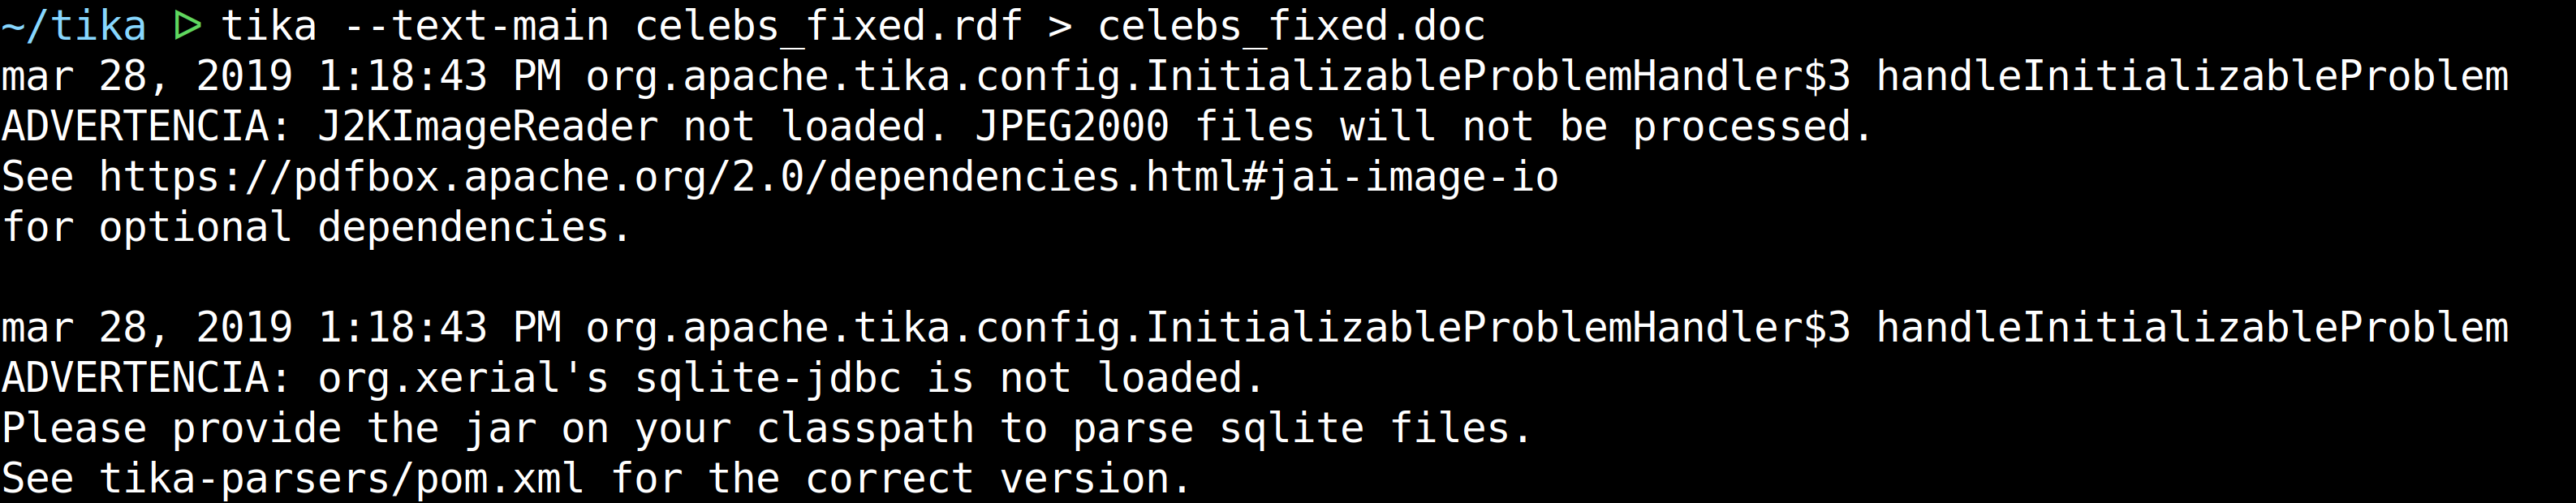 ~/tika ᐅ tika --text-main celebs_fixed.rdf > celebs_fixed.doc
mar 28, 2019 1:18:43 PM org.apache.tika.config.InitializableProblemHandler$3 handleInitializableProblem
ADVERTENCIA: J2KImageReader not loaded. JPEG2000 files will not be processed.
See https://pdfbox.apache.org/2.0/dependencies.html#jai-image-io
for optional dependencies.
mar 28, 2019 1:18:43 PM org.apache.tika.config.InitializableProblemHandler$3 handleInitializableProblem
ADVERTENCIA: org.xerial's sqlite-jdbc is not loaded.
Please provide the jar on your classpath to parse sqlite files.
See tika-parsers/pom.xml for the correct version.